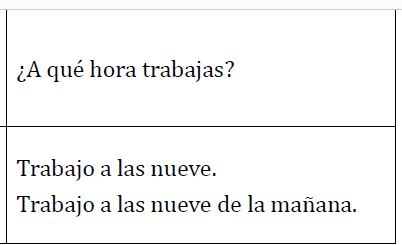 ¿A qué hora trabajas?
Trabajo a las nueve.
Trabajo a las nueve de la mañana.